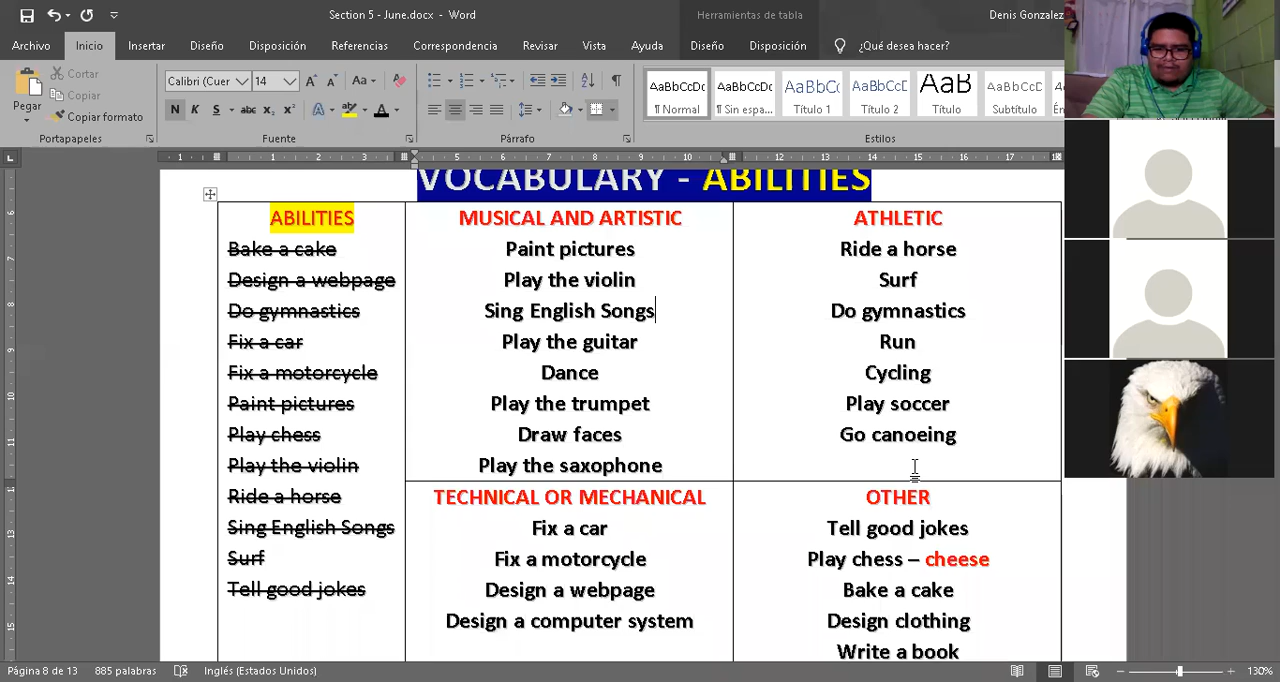 Section 5 - June.docx - Word
Herramientas de tabla
Denis Gonzalez
Archivo Inicio Insertar Diseño Disposición Referencias Correspondencia Revisar Vista Ayuda Diseño Disposición ¿Qué desea hacer?
Pegar
Cortar
Copiar
Copiar formato
Portapapeles
Calibri (Cuer 14
N K S abc x₂ x²
Fuente
Párrafo
AaBbCcDc AaBbCcDc AaBbCc AaBbCcD AaB AaBbCcD
¶ Normal ¶ Sin espa... Título 1 Título 2 Título Subtítulo
Estilos
VOCABULARY - ABILITIES
ABILITIES
Bake a cake
Design a webpage
Do gymnastics
Fix a car
Fix a motorcycle
Paint pictures
Play chess
Play the violin
Ride a horse
Sing English Songs
Surf
Tell good jokes
MUSICAL AND ARTISTIC
Paint pictures
Play the violin
Sing English Songs
Play the guitar
Dance
Play the trumpet
Draw faces
Play the saxophone
ATHLETIC
Ride a horse
Surf
Do gymnastics
Run
Cycling
Play soccer
Go canoeing
TECHNICAL OR MECHANICAL
Fix a car
Fix a motorcycle
Design a webpage
Design a computer system
OTHER
Tell good jokes
Play chess – cheese
Bake a cake
Design clothing
Write a book
Página 8 de 13 885 palabras Inglés (Estados Unidos) 130%